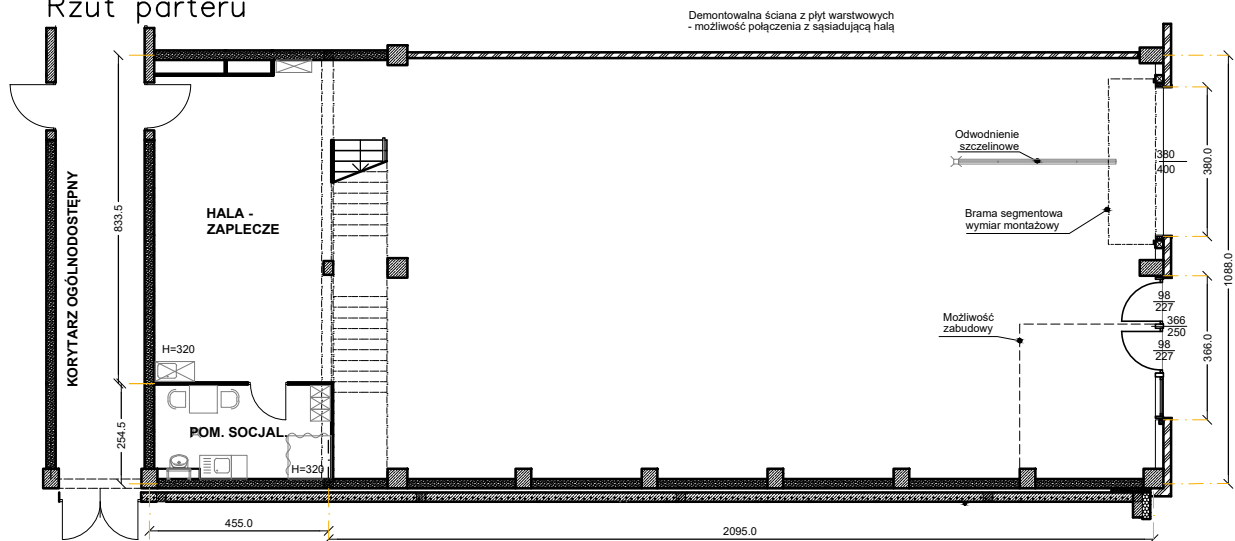 Rzut parteru
Demontowalna ściana z płyt warstwowych
- możliwość połączenia z sąsiadującą halą
KORYTARZ OGÓLNODOSTĘPNY
833.5
254.5
HALA -
ZAPLECZE
H=320
POM. SOCJAL.
H=320
Odwodnienie
szczelinowe
Brama segmentowa
wymiar montażowy
Możliwość
zabudowy
380
400
380.0
98
227
366
250
98
227
366.0
1088.0
455.0
2095.0